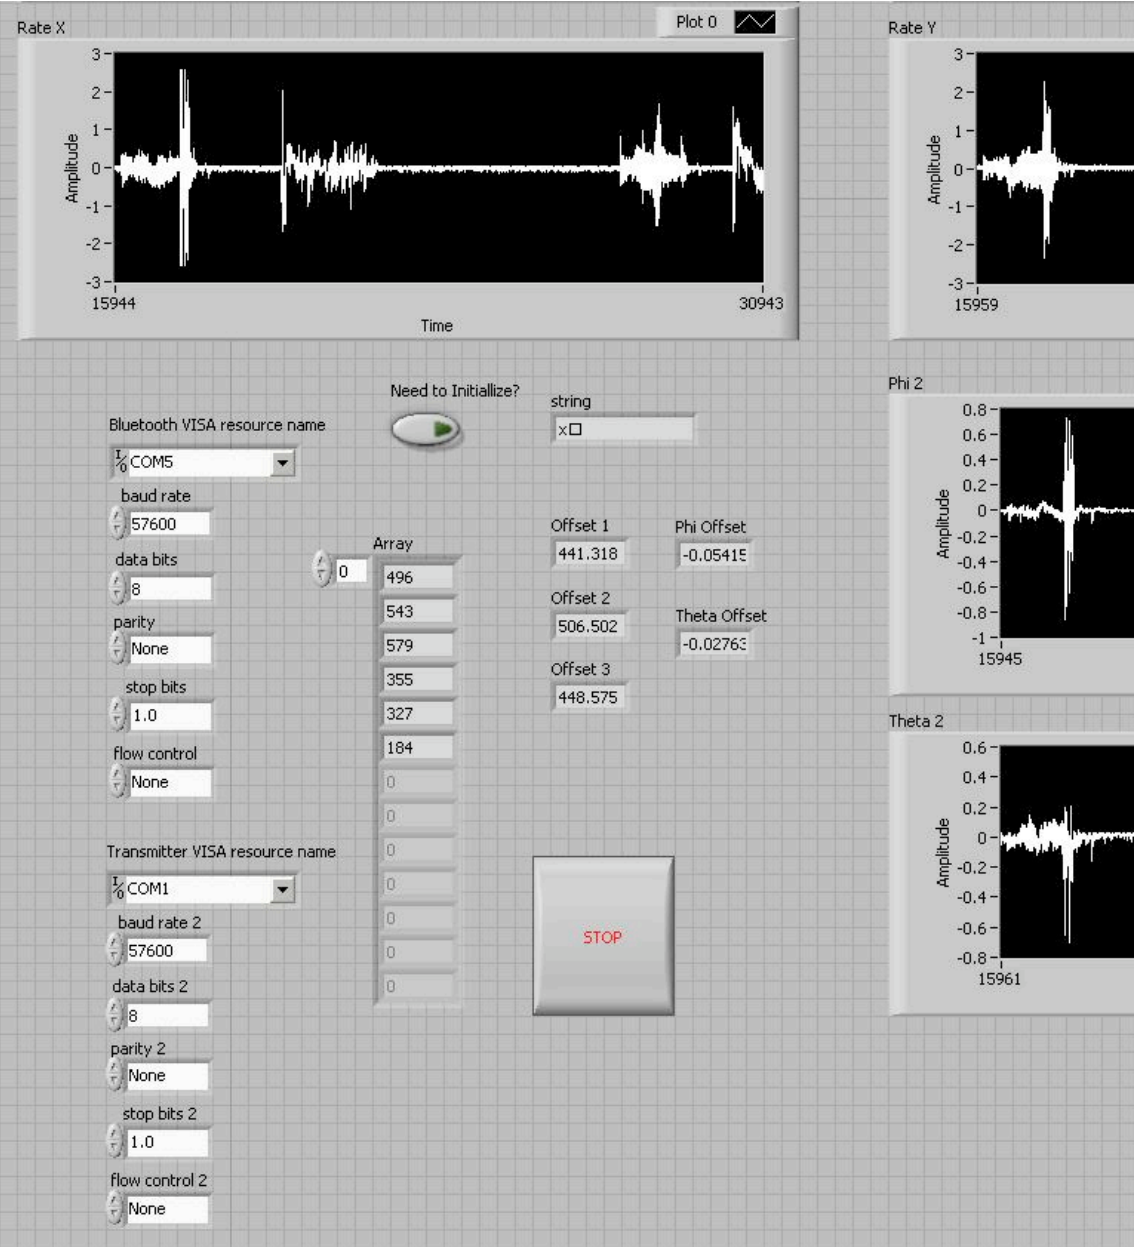 Rate X
Plot 0
3
2
1
0
-1
-2
-3
Amplitude
15944
30943
Time
Rate Y
3
2
1
0
-1
-2
-3
Amplitude
15959
Need to Initiallize?
string
x□
Bluetooth VISA resource name
I/0 COM5
baud rate
57600
data bits
8
parity
None
stop bits
1.0
flow control
None
Array
0
496
543
579
355
327
184
0
0
0
0
0
0
0
Offset 1
441.318
Phi Offset
-0.05415
Offset 2
506.502
Theta Offset
-0.02763
Offset 3
448.575
STOP
Transmitter VISA resource name
I/0 COM1
baud rate 2
57600
data bits 2
8
parity 2
None
stop bits 2
1.0
flow control 2
None
Phi 2
0.8
0.6
0.4
0.2
0
-0.2
-0.4
-0.6
-0.8
-1
Amplitude
15945
Theta 2
0.6
0.4
0.2
0
-0.2
-0.4
-0.6
-0.8
Amplitude
15961